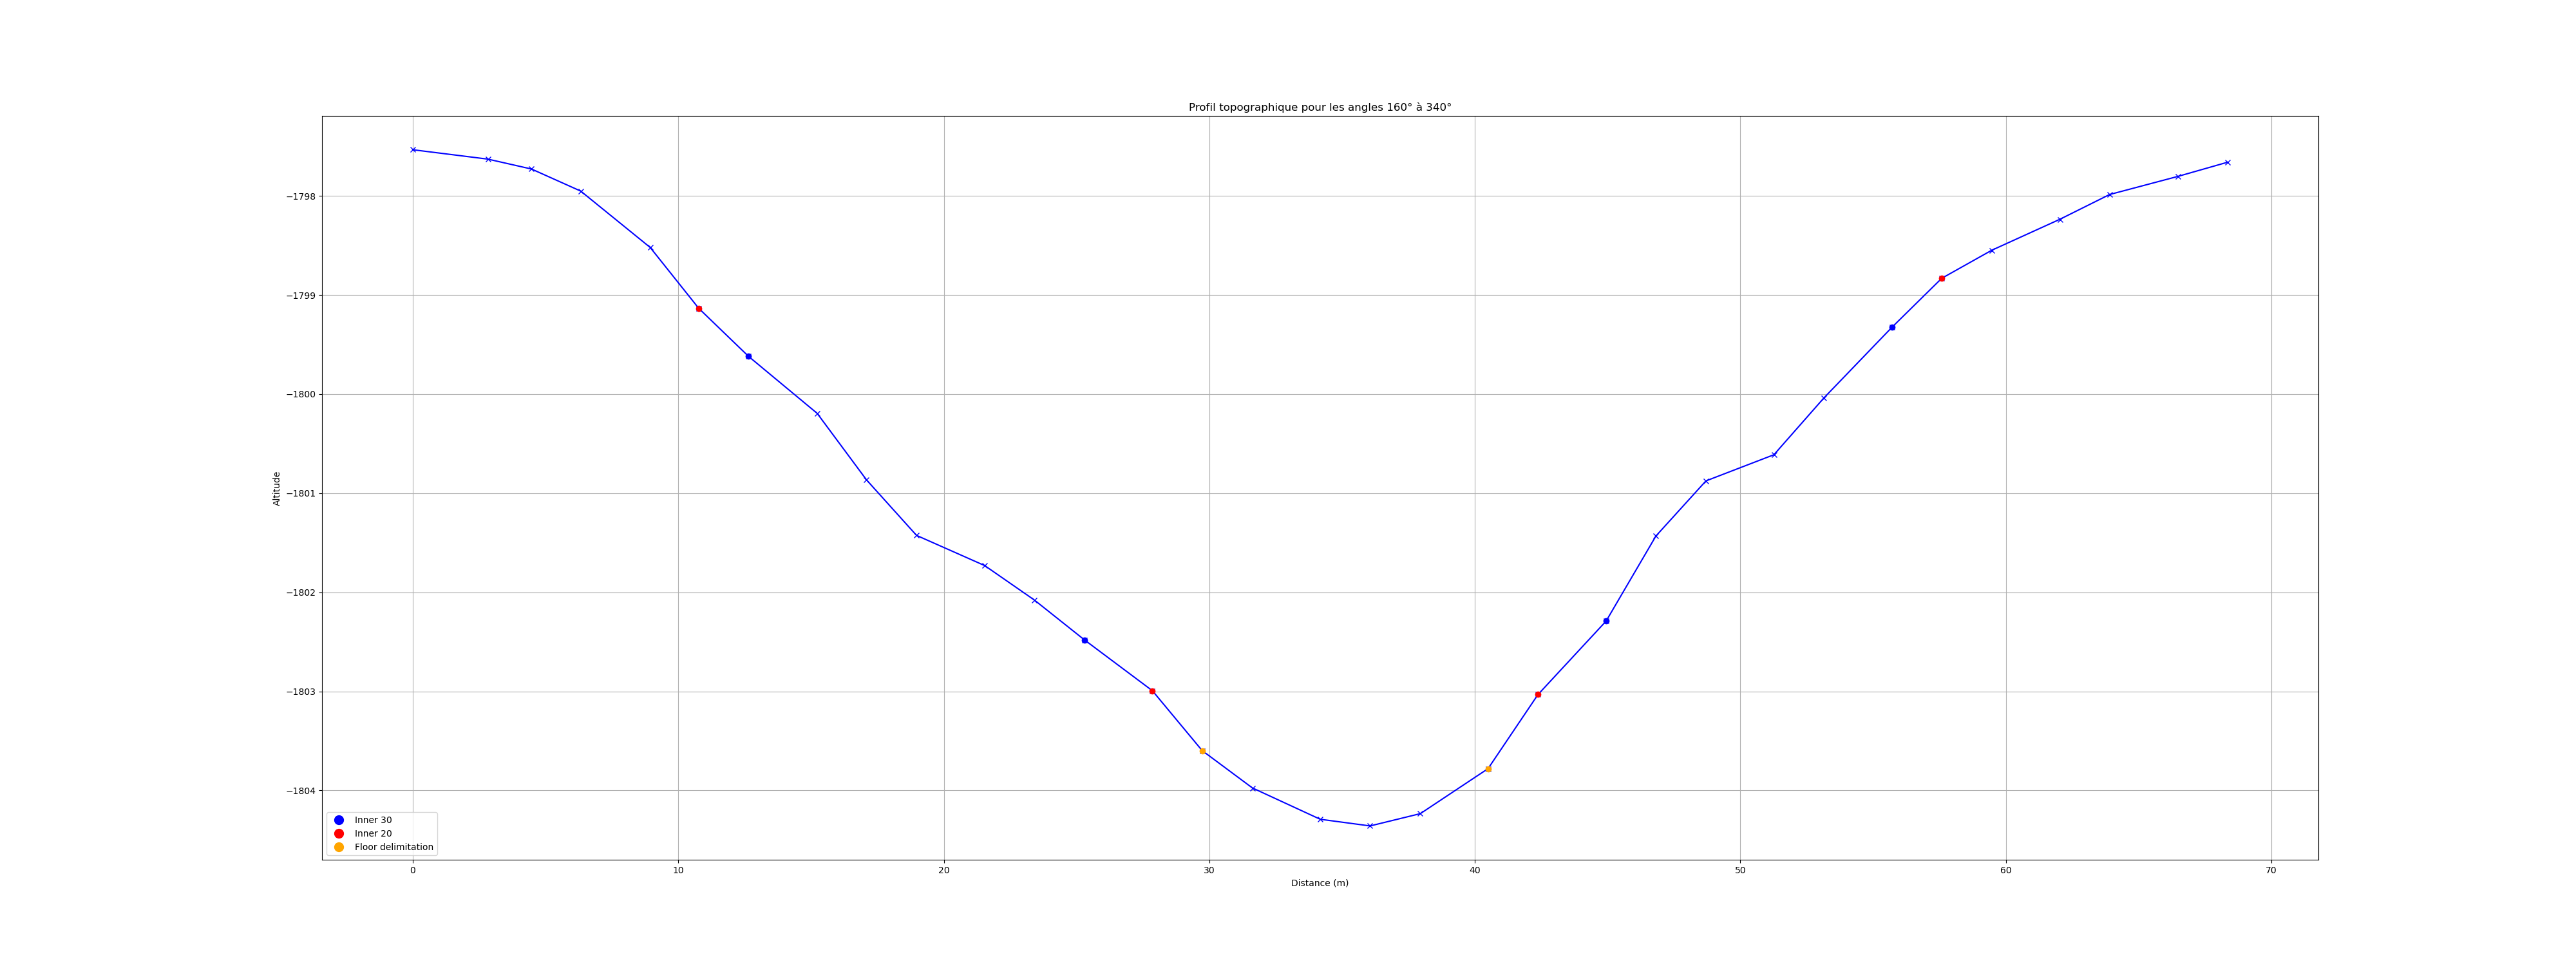 Profil topographique pour les angles 160° à 340°
Altitude
−1798
−1799
−1800
−1801
−1802
−1803
−1804
Inner 30
Inner 20
Floor delimitation
0 10 20 30 40 50 60 70
Distance (m)